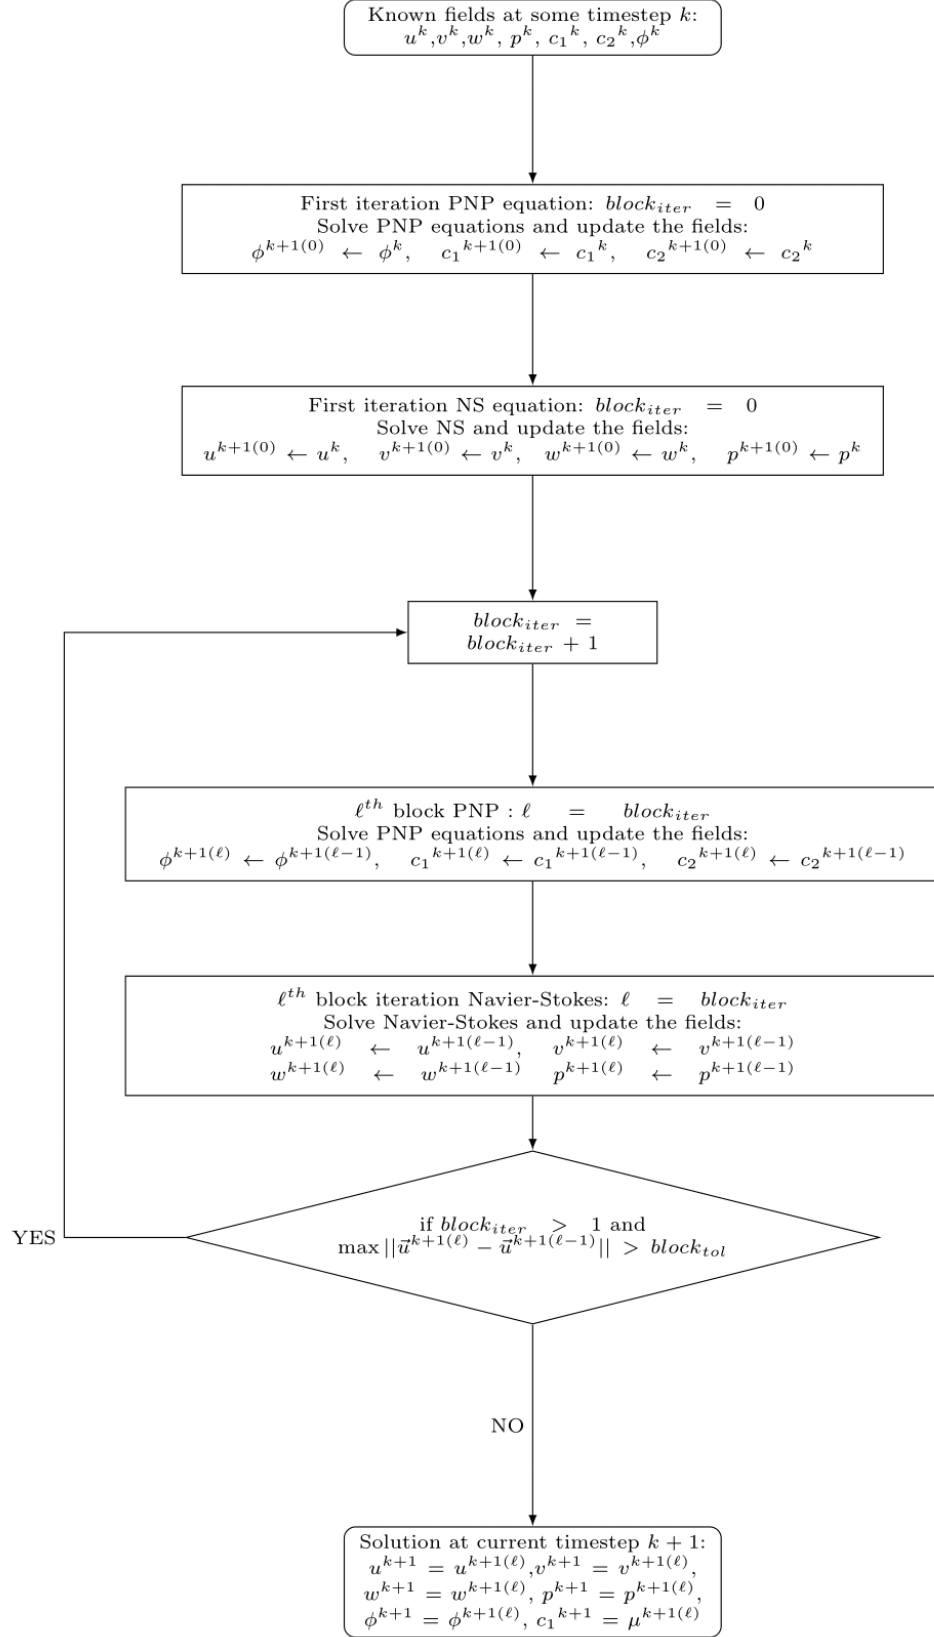 Known fields at some timestep k:
u^k,v^k,w^k, p^k, c_1^k, c_2^k,ϕ^k
First iteration PNP equation: block_iter = 0
Solve PNP equations and update the fields:
ϕ^{k+1(0)} ← ϕ^k, c_1^{k+1(0)} ← c_1^k, c_2^{k+1(0)} ← c_2^k
First iteration NS equation: block_iter = 0
Solve NS and update the fields:
u^{k+1(0)} ← u^k, v^{k+1(0)} ← v^k, w^{k+1(0)} ← w^k, p^{k+1(0)} ← p^k
block_iter =
block_iter + 1
ℓ^th block PNP : ℓ = block_iter
Solve PNP equations and update the fields:
ϕ^{k+1(ℓ)} ← ϕ^{k+1(ℓ−1)}, c_1^{k+1(ℓ)} ← c_1^{k+1(ℓ−1)}, c_2^{k+1(ℓ)} ← c_2^{k+1(ℓ−1)}
ℓ^th block iteration Navier-Stokes: ℓ = block_iter
Solve Navier-Stokes and update the fields:
u^{k+1(ℓ)} ← u^{k+1(ℓ−1)}, v^{k+1(ℓ)} ← v^{k+1(ℓ−1)}
w^{k+1(ℓ)} ← w^{k+1(ℓ−1)} p^{k+1(ℓ)} ← p^{k+1(ℓ−1)}
if block_iter > 1 and
max ||u⃗^{k+1(ℓ)} − u⃗^{k+1(ℓ−1)}|| > block_tol
YES
NO
Solution at current timestep k + 1:
u^{k+1} = u^{k+1(ℓ)},v^{k+1} = v^{k+1(ℓ)},
w^{k+1} = w^{k+1(ℓ)}, p^{k+1} = p^{k+1(ℓ)},
ϕ^{k+1} = ϕ^{k+1(ℓ)}, c_1^{k+1} = μ^{k+1(ℓ)}